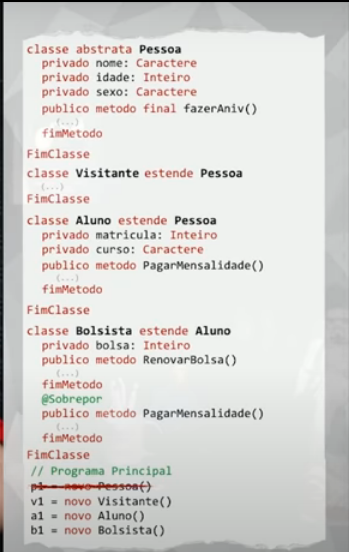 classe abstrata Pessoa
privado nome: Caractere
privado idade: Inteiro
privado sexo: Caractere
publico metodo final fazerAniv()
(...)
fimMetodo
FimClasse
classe Visitante estende Pessoa
(...)
FimClasse
classe Aluno estende Pessoa
privado matricula: Inteiro
privado curso: Caractere
publico metodo PagarMensalidade()
(...)
fimMetodo
FimClasse
classe Bolsista estende Aluno
privado bolsa: Inteiro
publico metodo RenovarBolsa()
(...)
fimMetodo
@Sobrepor
publico metodo PagarMensalidade()
(...)
fimMetodo
FimClasse
// Programa Principal
p1 = novo Pessoa()
v1 = novo Visitante()
a1 = novo Aluno()
b1 = novo Bolsista()